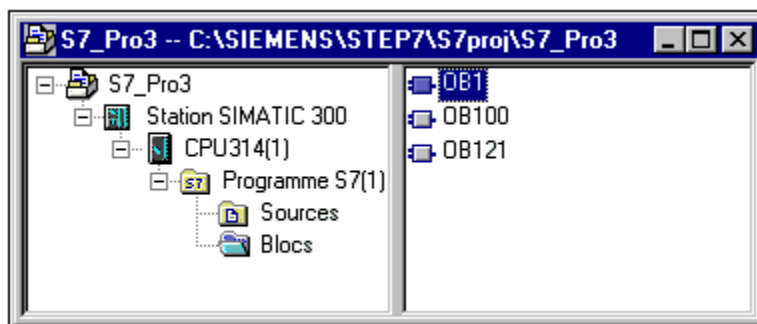 S7_Pro3 -- C:\SIEMENS\STEP7\S7proj\S7_Pro3
S7_Pro3
Station SIMATIC 300
CPU314(1)
Programme S7(1)
Sources
Blocs
OB1
OB100
OB121